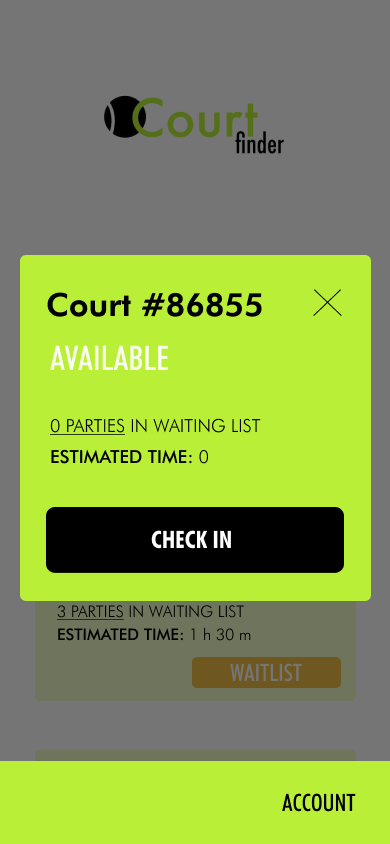 Court
finder
Court #86855
AVAILABLE
0 PARTIES IN WAITING LIST
ESTIMATED TIME: 0
CHECK IN
3 PARTIES IN WAITING LIST
ESTIMATED TIME: 1 h 30 m
WAITLIST
ACCOUNT